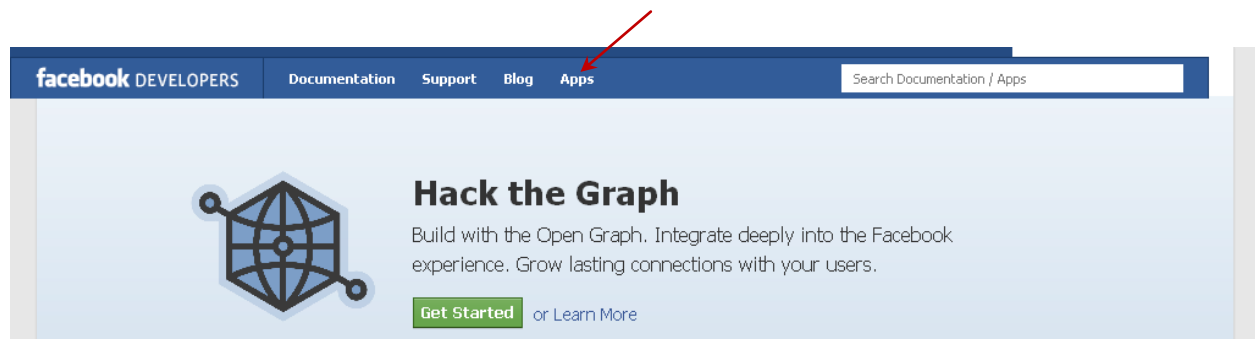 facebook DEVELOPERS Documentation Support Blog Apps Search Documentation / Apps
Hack the Graph
Build with the Open Graph. Integrate deeply into the Facebook
experience. Grow lasting connections with your users.
Get Started or Learn More